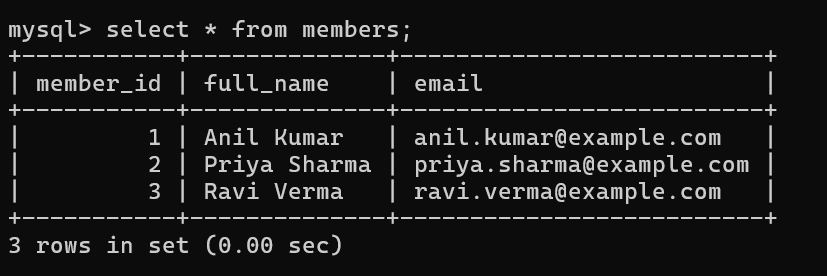 mysql> select * from members;
+-----------+--------------+--------------------------+
| member_id | full_name    | email                    |
+-----------+--------------+--------------------------+
|         1 | Anil Kumar   | anil.kumar@example.com   |
|         2 | Priya Sharma | priya.sharma@example.com |
|         3 | Ravi Verma   | ravi.verma@example.com   |
+-----------+--------------+--------------------------+
3 rows in set (0.00 sec)